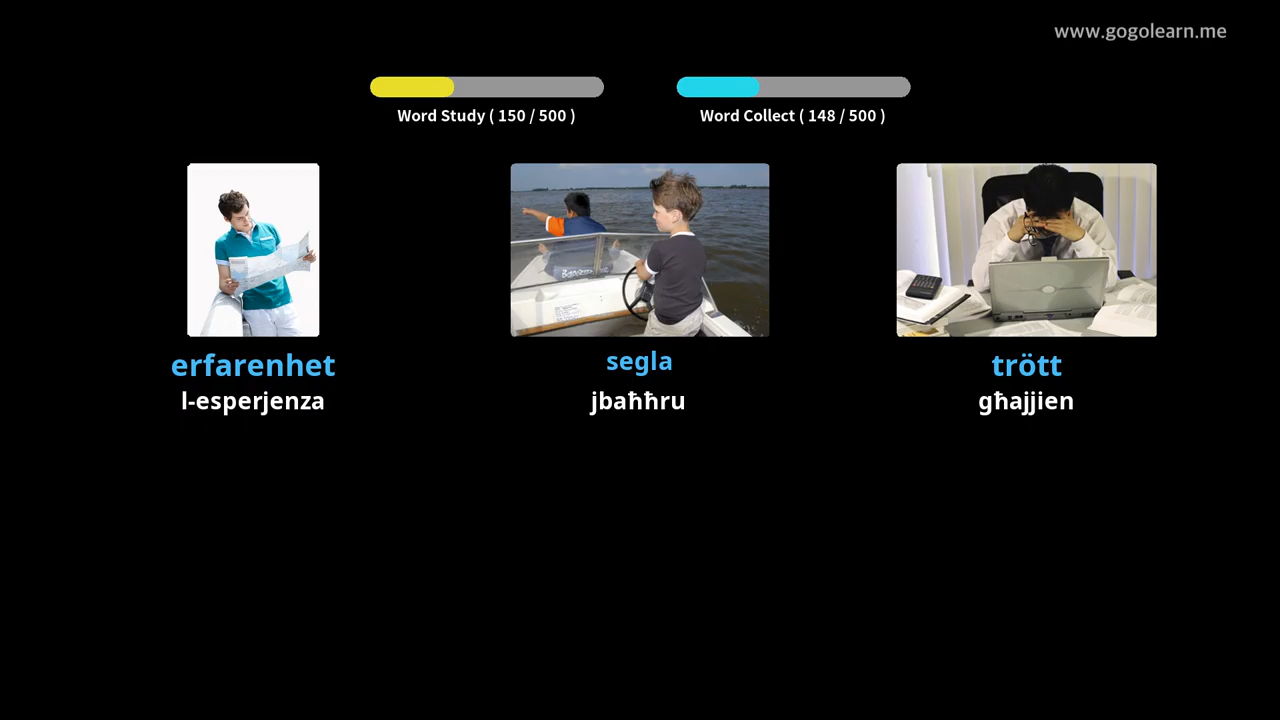 www.gogolearn.me
Word Study ( 150 / 500 )
Word Collect ( 148 / 500 )
erfarenhet
l-esperjenza
segla
jbaħħru
trött
għajjien